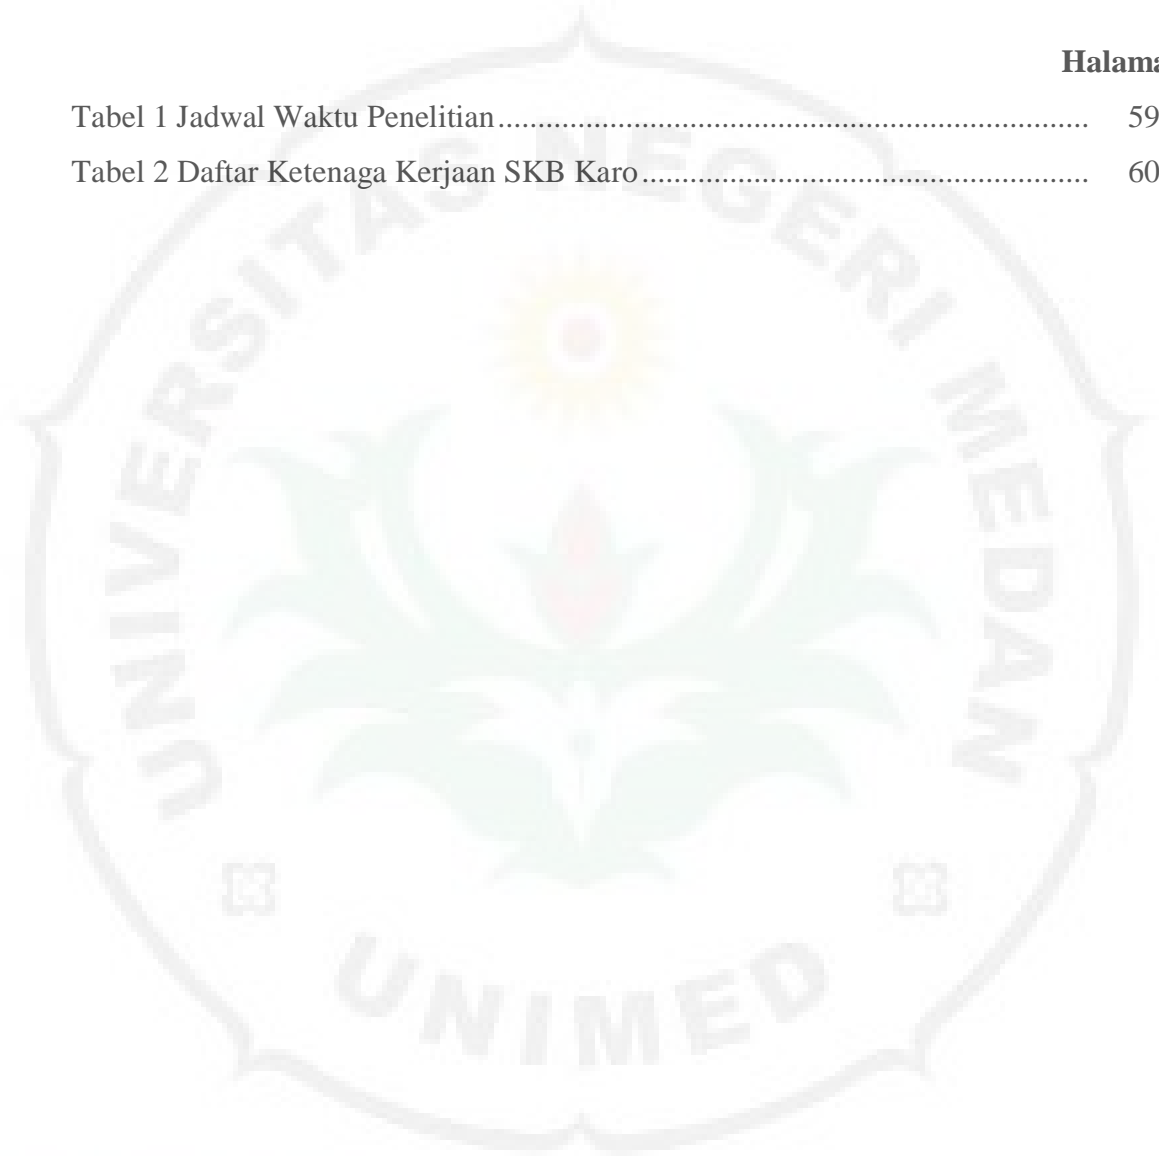 Halama
Tabel 1 Jadwal Waktu Penelitian........................................................................... 59
Tabel 2 Daftar Ketenaga Kerjaan SKB Karo......................................................... 60
UNIVERSITAS NEGERI MEDAN
UNIMED